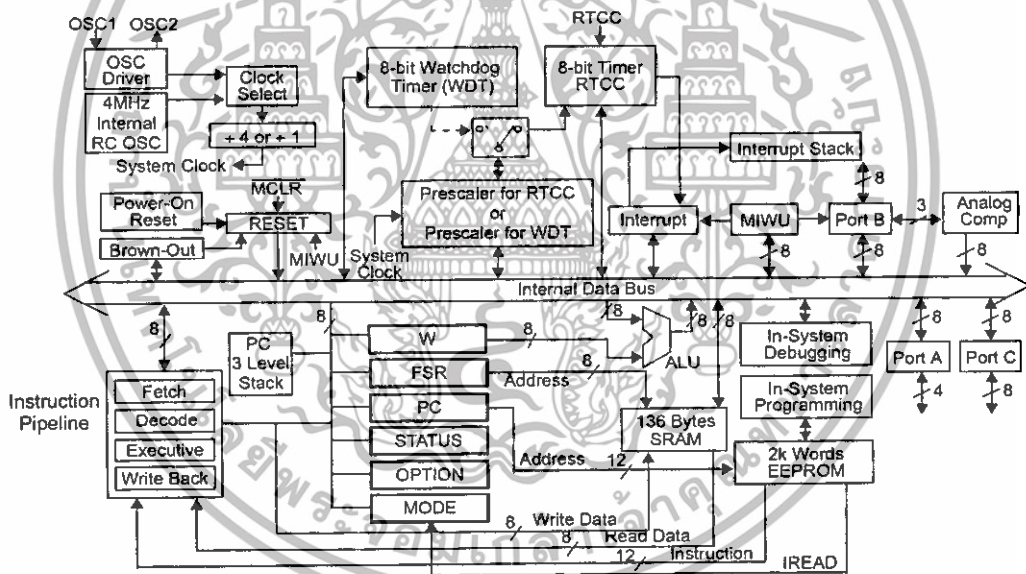 OSC1 OSC2
OSC
Driver
4MHz
Internal
RC OSC
Clock
Select
÷ 4 or ÷ 1
System Clock
MCLR
Power-On
Reset
RESET
Brown-Out
MIWU
System
Clock
8-bit Watchdog
Timer (WDT)
RTCC
8-bit Timer
RTCC
Prescaler for RTCC
or
Prescaler for WDT
Interrupt Stack
8
Interrupt
MIWU
Port B
3
Analog
Comp
8
8
8
Internal Data Bus
8
PC
3 Level
Stack
8
Instruction
Pipeline
Fetch
Decode
Executive
Write Back
W
FSR
PC
STATUS
OPTION
MODE
8
Address
8
8
ALU
8
8
136 Bytes
SRAM
Address
12
In-System
Debugging
In-System
Programming
2k Words
EEPROM
8
Port A
4
8
Port C
8
8
Write Data
8
Read Data
12
Instruction
IREAD